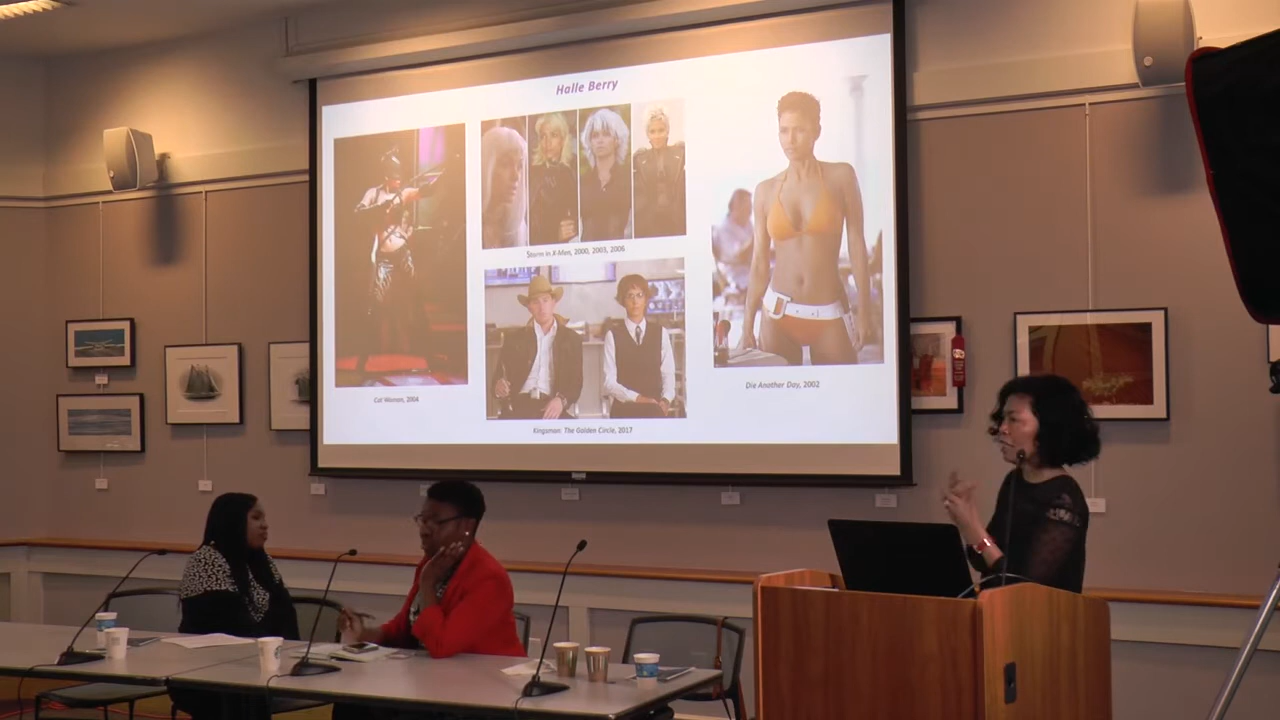 Halle Berry
Storm in X-Men, 2000, 2003, 2006
Cat Woman, 2004
Die Another Day, 2002
Kingsman: The Golden Circle, 2017